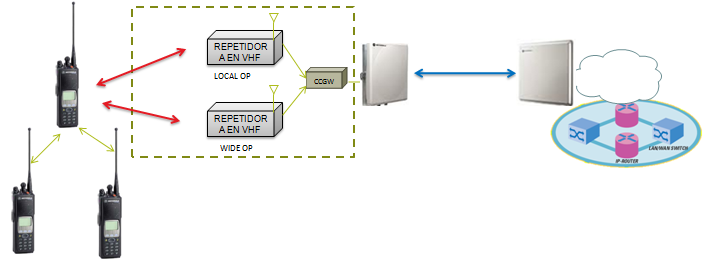 REPETIDOR
A EN VHF
LOCAL OP
CCGW
REPETIDOR
A EN VHF
WIDE OP
LAN/WAN SWITCH
IP-ROUTER